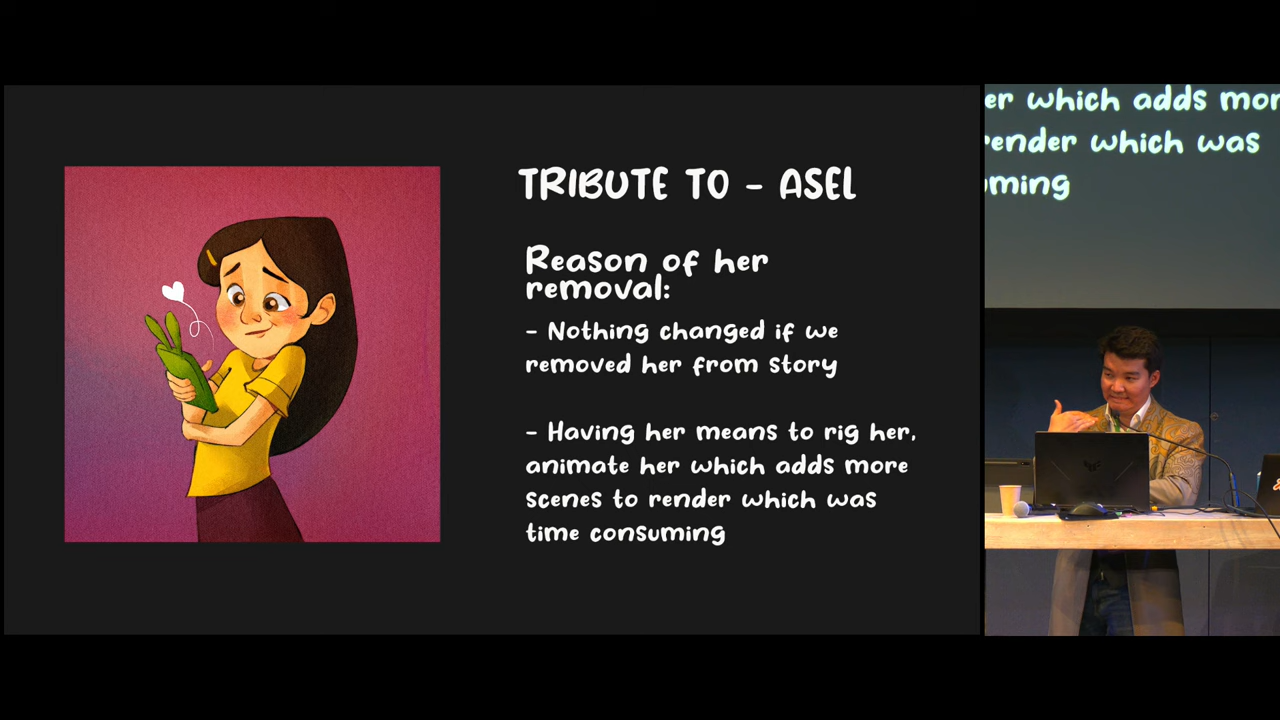 TRIBUTE TO - ASEL
Reason of her
removal:
- Nothing changed if we
removed her from story
- Having her means to rig her,
animate her which adds more
scenes to render which was
time consuming
er which adds mor
render which was
uming